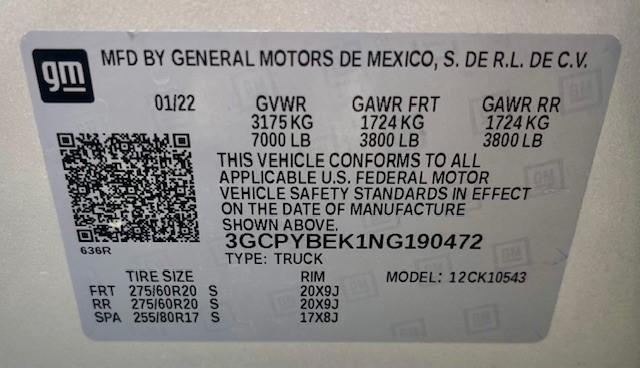 gm MFD BY GENERAL MOTORS DE MEXICO, S. DE R.L. DE C.V.
01/22 GVWR GAWR FRT GAWR RR
3175 KG 1724 KG 1724 KG
7000 LB 3800 LB 3800 LB
THIS VEHICLE CONFORMS TO ALL
APPLICABLE U.S. FEDERAL MOTOR
VEHICLE SAFETY STANDARDS IN EFFECT
ON THE DATE OF MANUFACTURE
SHOWN ABOVE.
3GCPYBEK1NG190472
636R
TYPE: TRUCK
TIRE SIZE RIM MODEL: 12CK10543
FRT 275/60R20 S 20X9J
RR 275/60R20 S 20X9J
SPA 255/80R17 S 17X8J